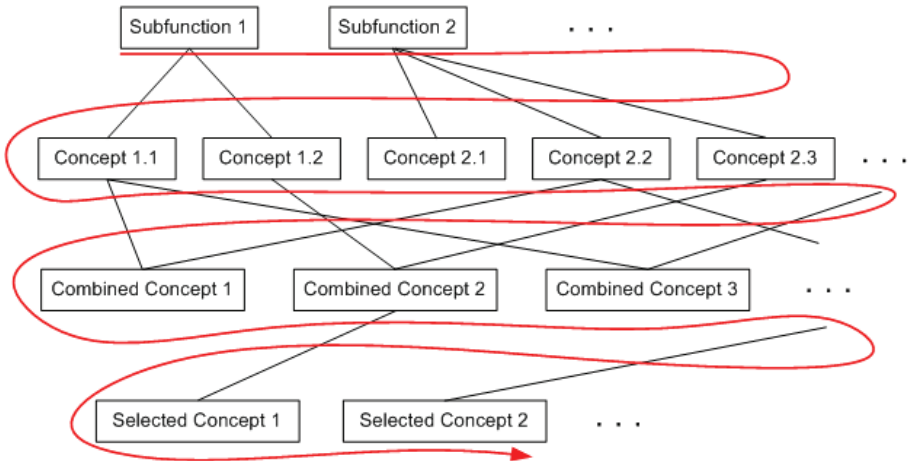 Subfunction 1
Subfunction 2
. . .
Concept 1.1
Concept 1.2
Concept 2.1
Concept 2.2
Concept 2.3
. . .
Combined Concept 1
Combined Concept 2
Combined Concept 3
. . .
Selected Concept 1
Selected Concept 2
. . .